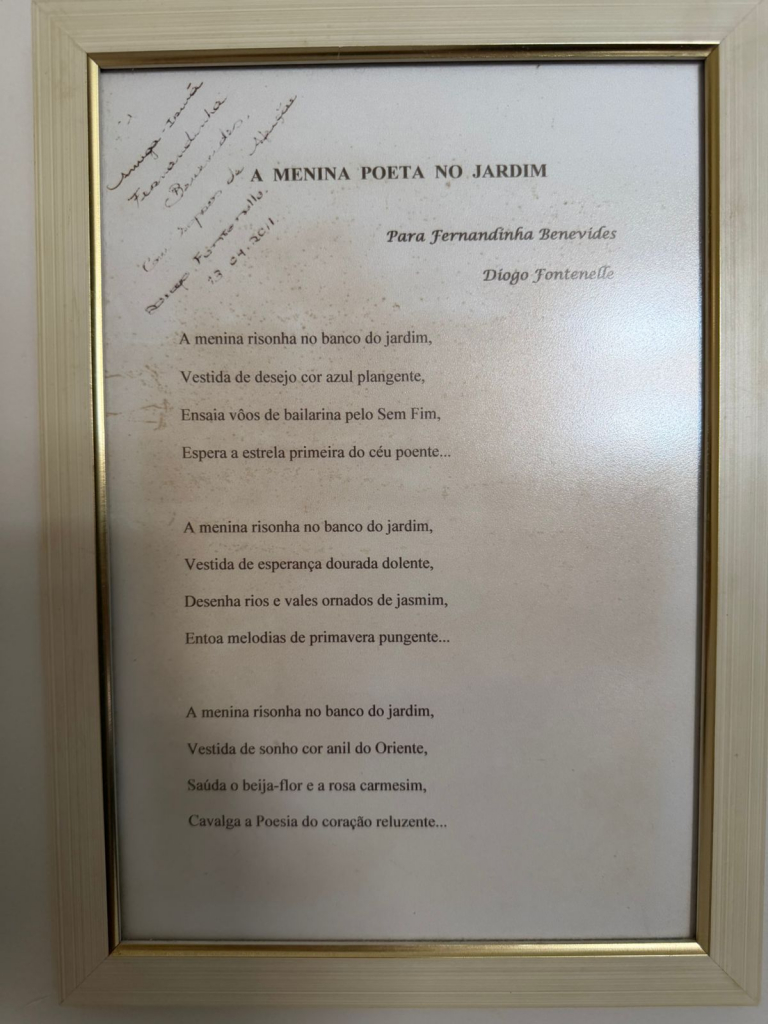 Amiga-Irmã
Fernandinha
Benevides,
Com de
Diogo Fontenelle.
13.04.2011
A MENINA POETA NO JARDIM
Para Fernandinha Benevides
Diogo Fontenelle
A menina risonha no banco do jardim,
Vestida de desejo cor azul plangente,
Ensaia vôos de bailarina pelo Sem Fim,
Espera a estrela primeira do céu poente...
A menina risonha no banco do jardim,
Vestida de esperança dourada dolente,
Desenha rios e vales ornados de jasmim,
Entoa melodias de primavera pungente...
A menina risonha no banco do jardim,
Vestida de sonho cor anil do Oriente,
Saúda o beija-flor e a rosa carmesim,
Cavalga a Poesia do coração reluzente...